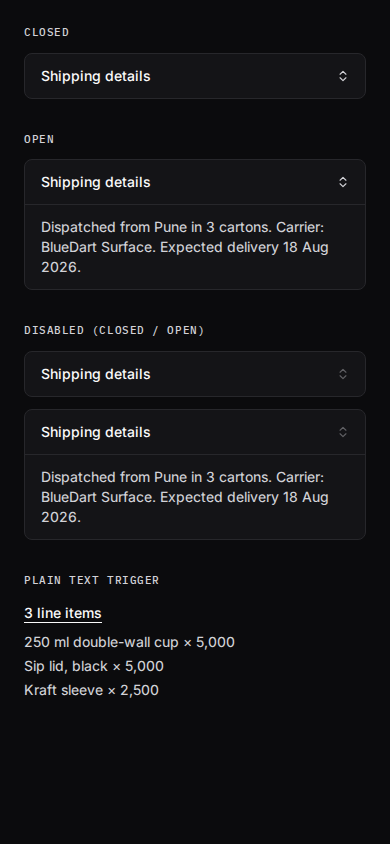 CLOSED
Shipping details
OPEN
Shipping details
Dispatched from Pune in 3 cartons. Carrier:
BlueDart Surface. Expected delivery 18 Aug
2026.
DISABLED (CLOSED / OPEN)
Shipping details
Shipping details
Dispatched from Pune in 3 cartons. Carrier:
BlueDart Surface. Expected delivery 18 Aug
2026.
PLAIN TEXT TRIGGER
3 line items
250 ml double-wall cup × 5,000
Sip lid, black × 5,000
Kraft sleeve × 2,500